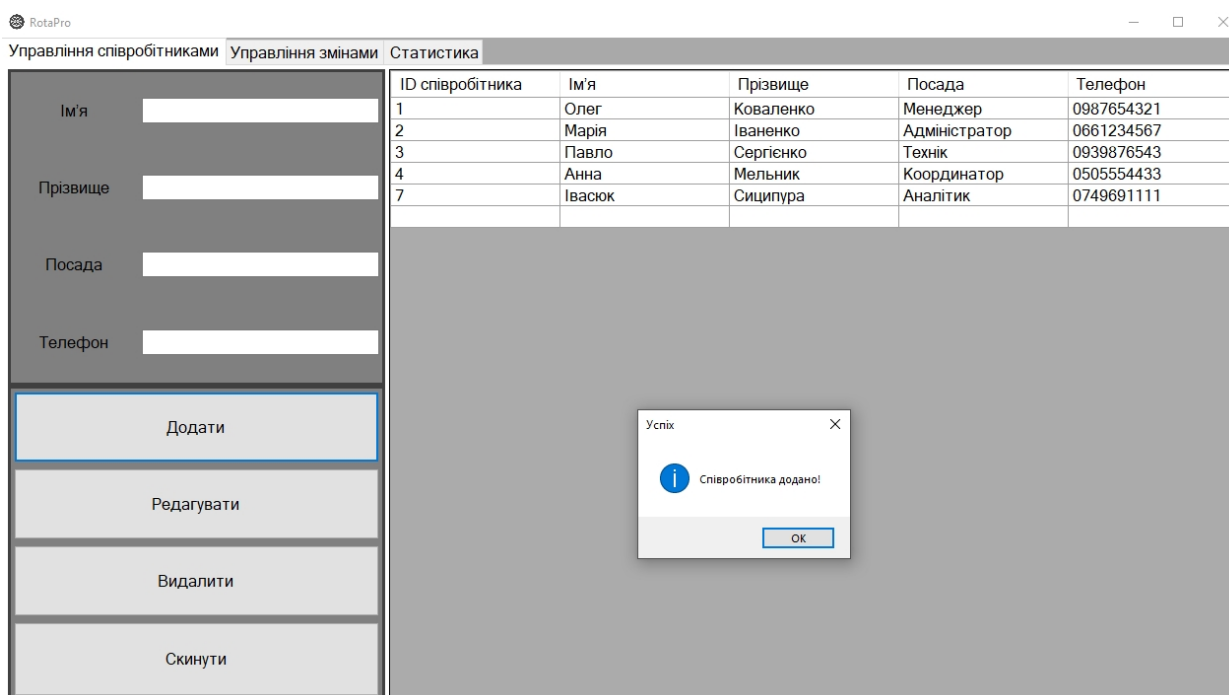 RotaPro
Управління співробітниками Управління змінами Статистика
Ім'я
Прізвище
Посада
Телефон
Додати
Редагувати
Видалити
Скинути
ID співробітника Ім'я Прізвище Посада Телефон
1 Олег Коваленко Менеджер 0987654321
2 Марія Іваненко Адміністратор 0661234567
3 Павло Сергієнко Технік 0939876543
4 Анна Мельник Координатор 0505554433
7 Івасюк Сиципура Аналітик 0749691111
Успіх
Співробітника додано!
ОК